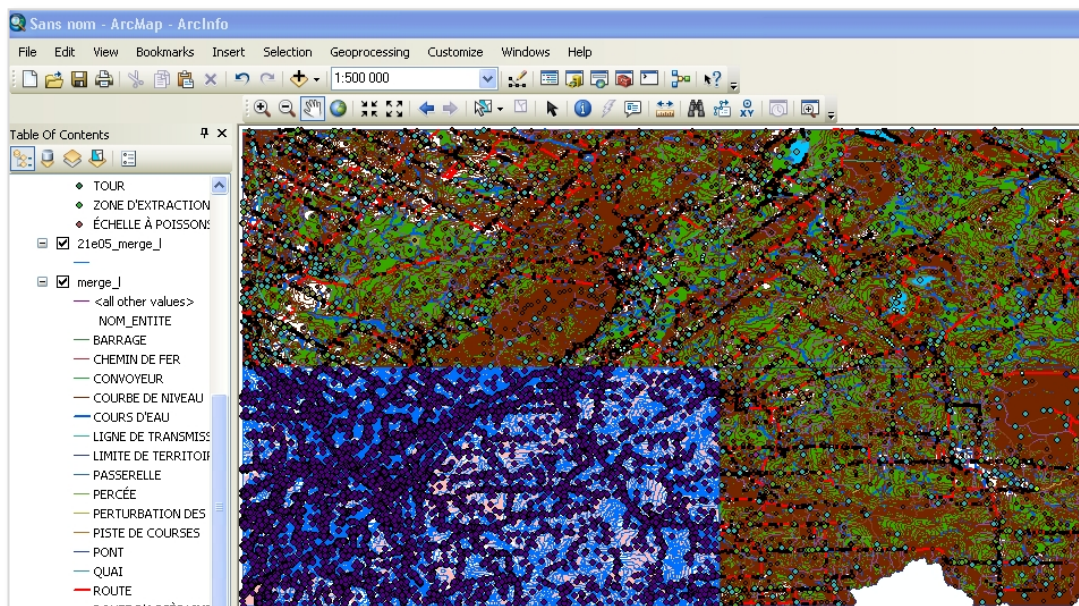 Sans nom - ArcMap - ArcInfo
File Edit View Bookmarks Insert Selection Geoprocessing Customize Windows Help
1:500 000
Table Of Contents
TOUR
ZONE D'EXTRACTION
ÉCHELLE À POISSONS
21e05_merge_l
merge_l
<all other values>
NOM_ENTITE
BARRAGE
CHEMIN DE FER
CONVOYEUR
COURBE DE NIVEAU
COURS D'EAU
LIGNE DE TRANSMISS
LIMITE DE TERRITOIR
PASSERELLE
PERCÉE
PERTURBATION DES
PISTE DE COURSES
PONT
QUAI
ROUTE